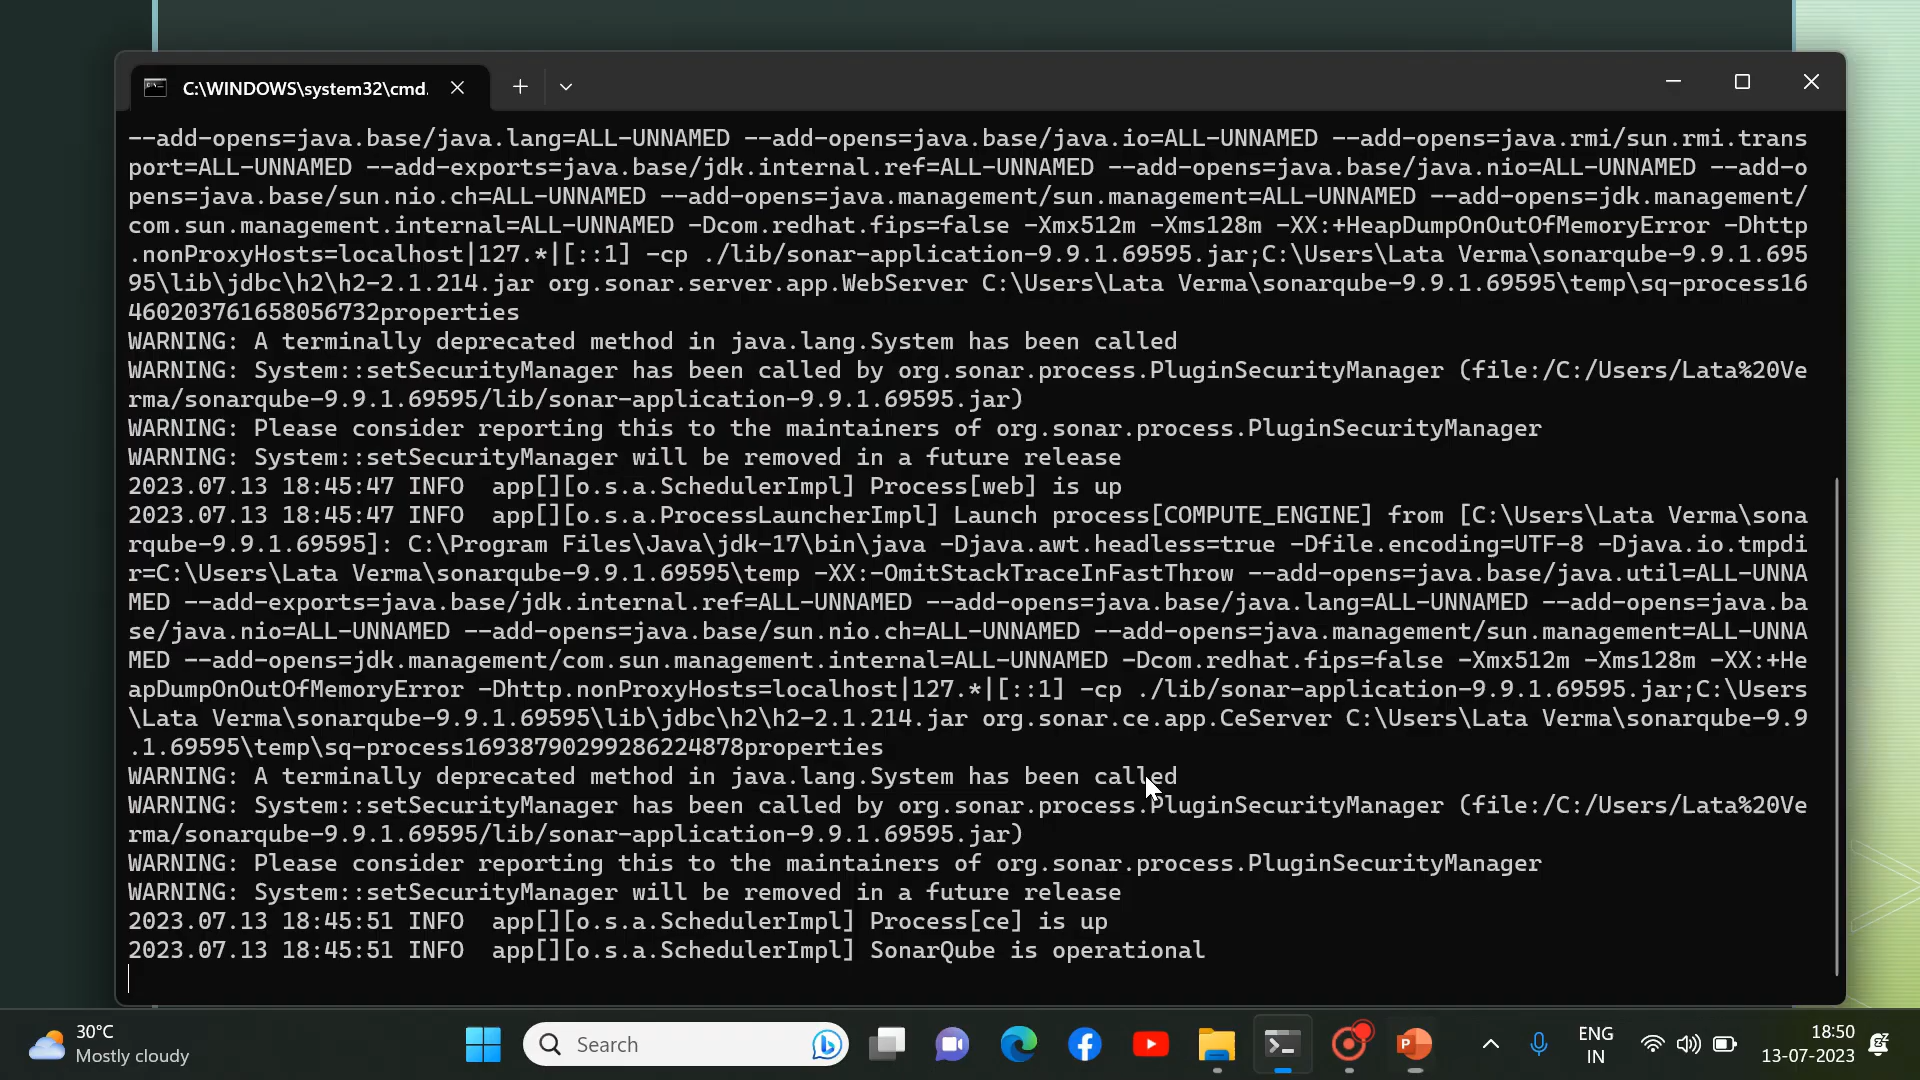 C:\WINDOWS\system32\cmd.
--add-opens=java.base/java.lang=ALL-UNNAMED --add-opens=java.base/java.io=ALL-UNNAMED --add-opens=java.rmi/sun.rmi.trans
port=ALL-UNNAMED --add-exports=java.base/jdk.internal.ref=ALL-UNNAMED --add-opens=java.base/java.nio=ALL-UNNAMED --add-o
pens=java.base/sun.nio.ch=ALL-UNNAMED --add-opens=java.management/sun.management=ALL-UNNAMED --add-opens=jdk.management/
com.sun.management.internal=ALL-UNNAMED -Dcom.redhat.fips=false -Xmx512m -Xms128m -XX:+HeapDumpOnOutOfMemoryError -Dhttp
.nonProxyHosts=localhost|127.*|[::1] -cp ./lib/sonar-application-9.9.1.69595.jar;C:\Users\Lata Verma\sonarqube-9.9.1.695
95\lib\jdbc\h2\h2-2.1.214.jar org.sonar.server.app.WebServer C:\Users\Lata Verma\sonarqube-9.9.1.69595\temp\sq-process16
460203761658056732properties
WARNING: A terminally deprecated method in java.lang.System has been called
WARNING: System::setSecurityManager has been called by org.sonar.process.PluginSecurityManager (file:/C:/Users/Lata%20Ve
rma/sonarqube-9.9.1.69595/lib/sonar-application-9.9.1.69595.jar)
WARNING: Please consider reporting this to the maintainers of org.sonar.process.PluginSecurityManager
WARNING: System::setSecurityManager will be removed in a future release
2023.07.13 18:45:47 INFO  app[][o.s.a.SchedulerImpl] Process[web] is up
2023.07.13 18:45:47 INFO  app[][o.s.a.ProcessLauncherImpl] Launch process[COMPUTE_ENGINE] from [C:\Users\Lata Verma\sona
rqube-9.9.1.69595]: C:\Program Files\Java\jdk-17\bin\java -Djava.awt.headless=true -Dfile.encoding=UTF-8 -Djava.io.tmpdi
r=C:\Users\Lata Verma\sonarqube-9.9.1.69595\temp -XX:-OmitStackTraceInFastThrow --add-opens=java.base/java.util=ALL-UNNA
MED --add-exports=java.base/jdk.internal.ref=ALL-UNNAMED --add-opens=java.base/java.lang=ALL-UNNAMED --add-opens=java.ba
se/java.nio=ALL-UNNAMED --add-opens=java.base/sun.nio.ch=ALL-UNNAMED --add-opens=java.management/sun.management=ALL-UNNA
MED --add-opens=jdk.management/com.sun.management.internal=ALL-UNNAMED -Dcom.redhat.fips=false -Xmx512m -Xms128m -XX:+He
apDumpOnOutOfMemoryError -Dhttp.nonProxyHosts=localhost|127.*|[::1] -cp ./lib/sonar-application-9.9.1.69595.jar;C:\Users
\Lata Verma\sonarqube-9.9.1.69595\lib\jdbc\h2\h2-2.1.214.jar org.sonar.ce.app.CeServer C:\Users\Lata Verma\sonarqube-9.9
.1.69595\temp\sq-process16938790299286224878properties
WARNING: A terminally deprecated method in java.lang.System has been called
WARNING: System::setSecurityManager has been called by org.sonar.process.PluginSecurityManager (file:/C:/Users/Lata%20Ve
rma/sonarqube-9.9.1.69595/lib/sonar-application-9.9.1.69595.jar)
WARNING: Please consider reporting this to the maintainers of org.sonar.process.PluginSecurityManager
WARNING: System::setSecurityManager will be removed in a future release
2023.07.13 18:45:51 INFO  app[][o.s.a.SchedulerImpl] Process[ce] is up
2023.07.13 18:45:51 INFO  app[][o.s.a.SchedulerImpl] SonarQube is operational
30°C
Mostly cloudy
Search
P
ENG
IN
18:50
13-07-2023